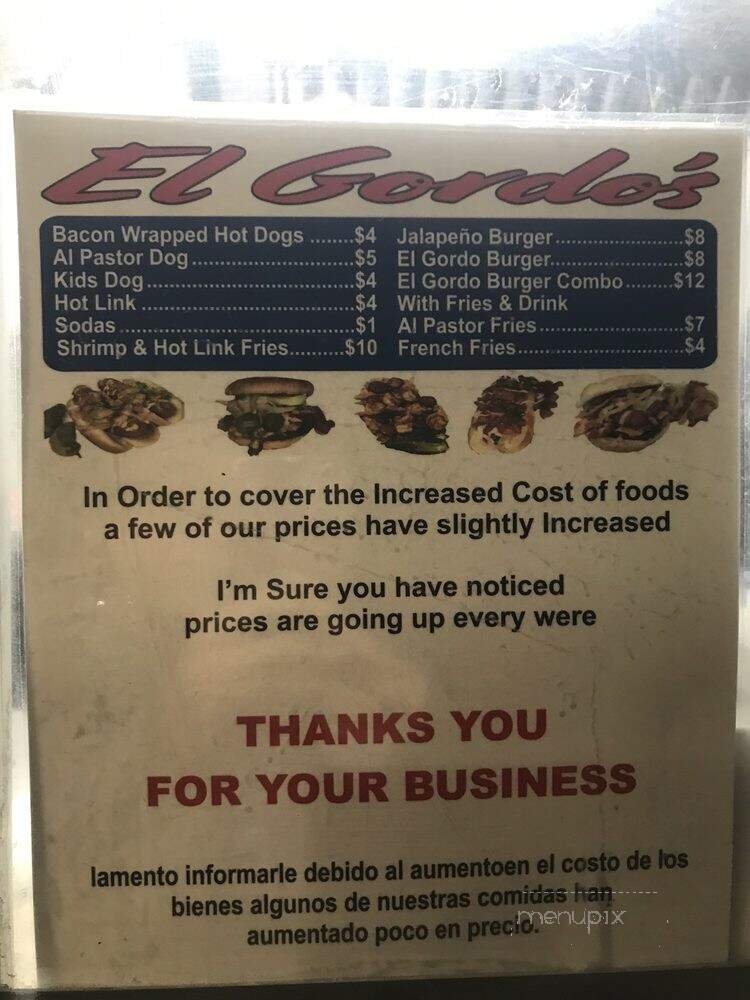 El Gordo's
Bacon Wrapped Hot Dogs ........$4
Al Pastor Dog..............................$5
Kids Dog......................................$4
Hot Link.......................................$4
Sodas..........................................$1
Shrimp & Hot Link Fries..........$10
Jalapeño Burger......................$8
El Gordo Burger.......................$8
El Gordo Burger Combo.........$12
With Fries & Drink
Al Pastor Fries.........................$7
French Fries.............................$4
In Order to cover the Increased Cost of foods
a few of our prices have slightly Increased
I'm Sure you have noticed
prices are going up every were
THANKS YOU
FOR YOUR BUSINESS
lamento informarle debido al aumentoen el costo de los
bienes algunos de nuestras comidas han
aumentado poco en precio.
menupix